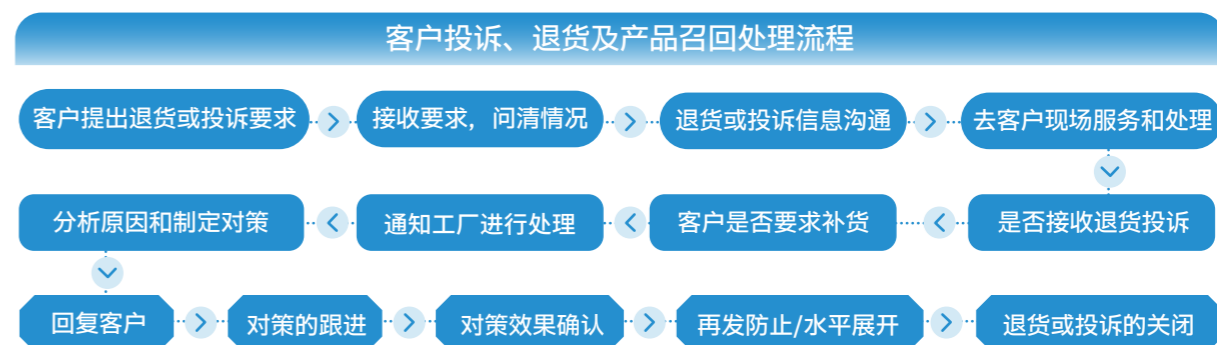 客户投诉、退货及产品召回处理流程
客户提出退货或投诉要求
接收要求，问清情况
退货或投诉信息沟通
去客户现场服务和处理
是否接收退货投诉
客户是否要求补货
通知工厂进行处理
分析原因和制定对策
回复客户
对策的跟进
对策效果确认
再发防止/水平展开
退货或投诉的关闭